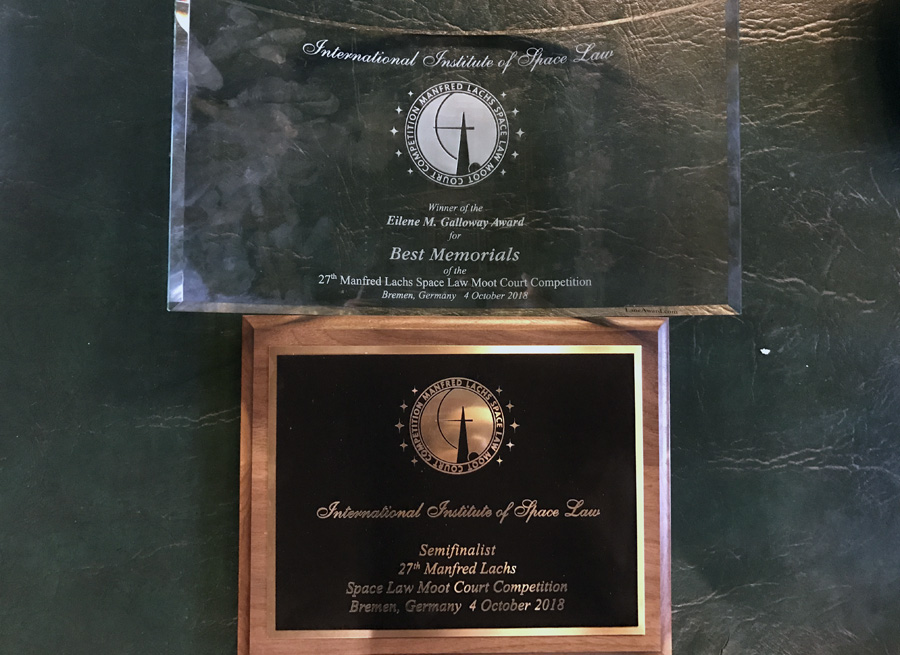 International Institute of Space Law
MANFRED LACHS SPACE LAW MOOT COURT COMPETITION
Winner of the
Eilene M. Galloway Award
for
Best Memorials
of the
27th Manfred Lachs Space Law Moot Court Competition
Bremen, Germany 4 October 2018
MANFRED LACHS SPACE LAW MOOT COURT COMPETITION
International Institute of Space Law
Semifinalist
27th Manfred Lachs
Space Law Moot Court Competition
Bremen, Germany 4 October 2018